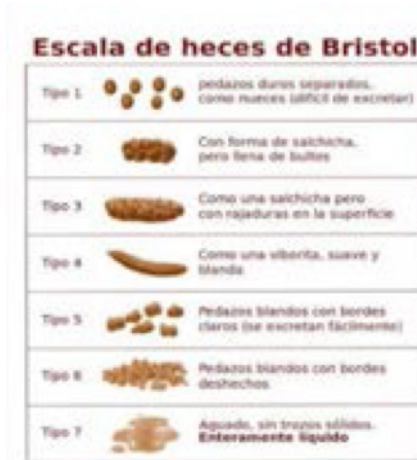 Escala de heces de Bristol
Tipo 1
pedazos duros separados,
como nueces (difícil de excretar)
Tipo 2
Con forma de salchicha,
pero llena de bultos
Tipo 3
Como una salchicha pero
con rajaduras en la superficie
Tipo 4
Como una viborita, suave y
blanda
Tipo 5
Pedazos blandos con bordes
claros (se excretan fácilmente)
Tipo 6
Pedazos blandos con bordes
deshechos
Tipo 7
Aguado, sin trozos sólidos.
Enteramente líquido